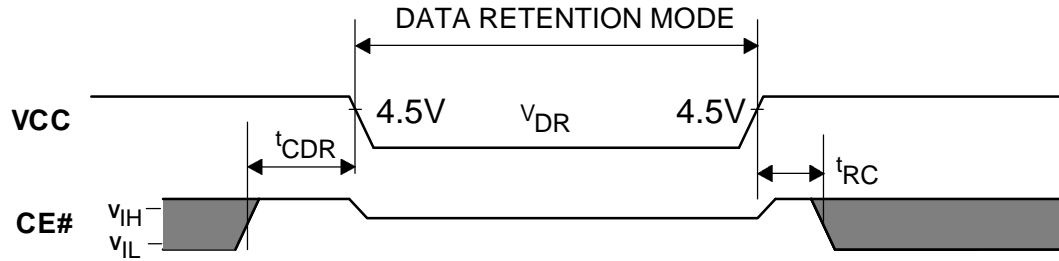 DATA RETENTION MODE
VCC
4.5V
VDR
4.5V
tCDR
tRC
CE#
VIH
VIL